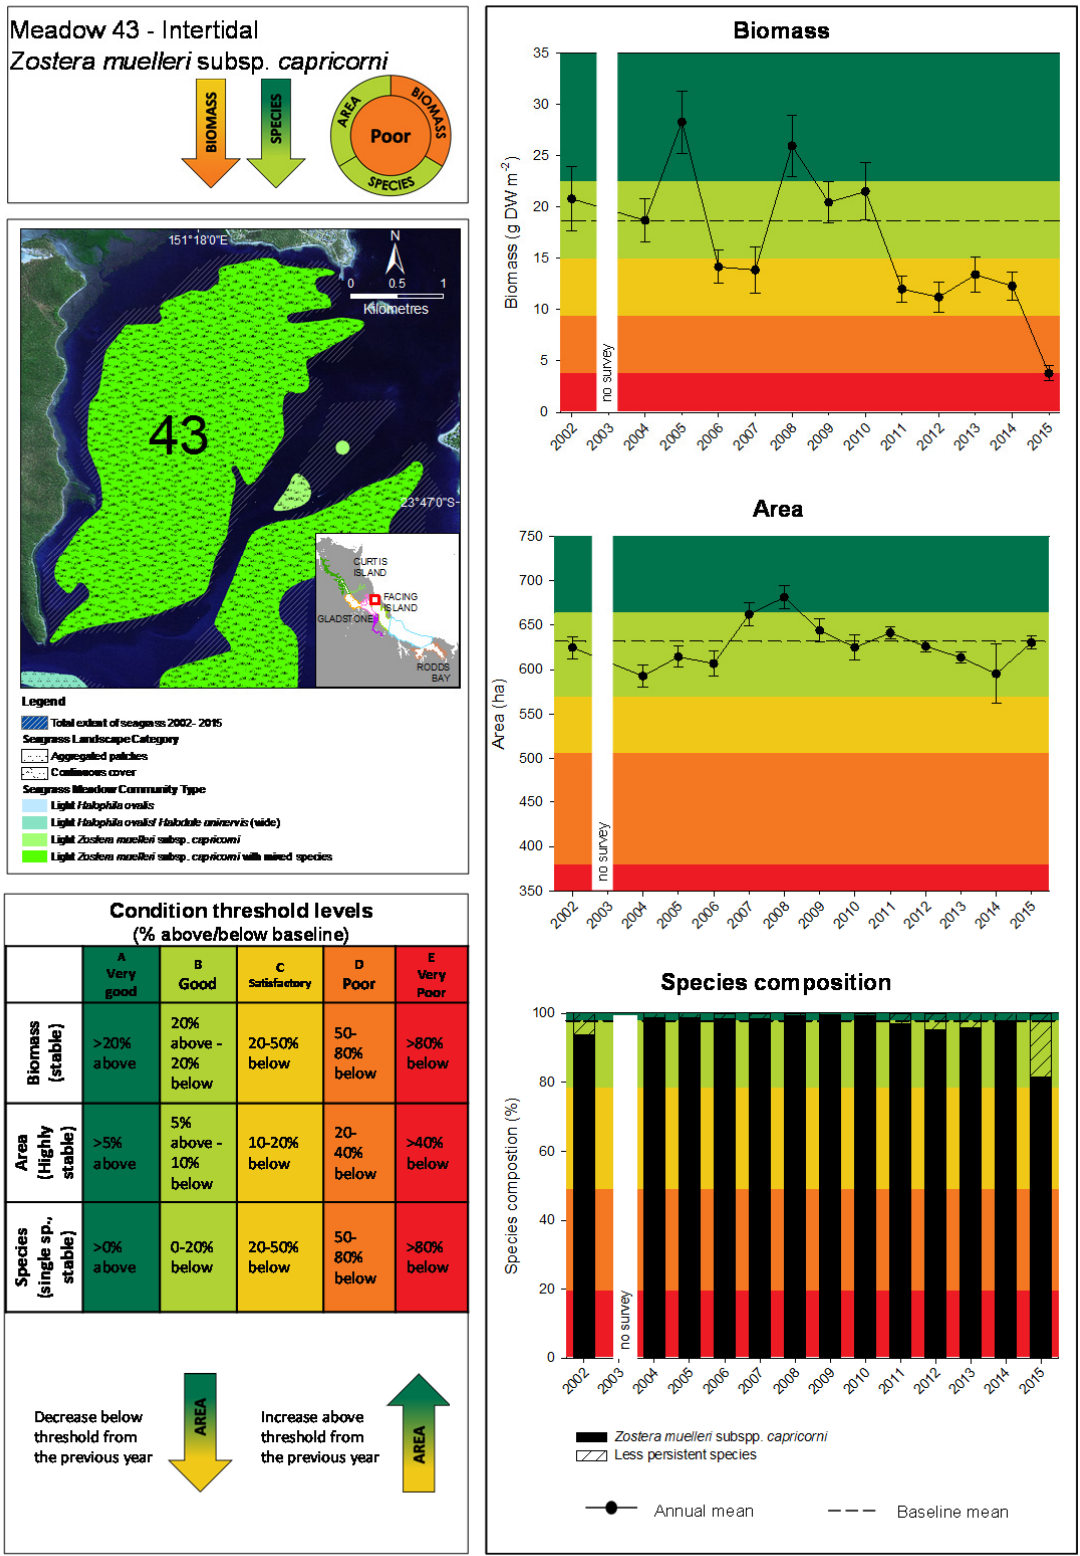 Meadow 43 - Intertidal
Zostera muelleri subsp. capricorni
BIOMASS
SPECIES
AREA
BIOMASS
SPECIES
Poor
151°18'0"E
N
0 0.5 1
Kilometres
43
23°47'0"S
CURTIS
ISLAND
FACING
ISLAND
GLADSTONE
RODDS
BAY
Legend
Total extent of seagrass 2002- 2015
Seagrass Landscape Category
Aggregated patches
Continuous cover
Seagrass Meadow Community Type
Light Halophila ovalis
Light Halophila ovalis/ Halodule uninervis (wide)
Light Zostera muelleri subsp. capricorni
Light Zostera muelleri subsp. capricorni with mixed species
Condition threshold levels
(% above/below baseline)
A
Very
good
B
Good
C
Satisfactory
D
Poor
E
Very
Poor
Biomass
(stable)
>20%
above
20%
above -
20%
below
20-50%
below
50-
80%
below
>80%
below
Area
(Highly
stable)
>5%
above
5%
above -
10%
below
10-20%
below
20-
40%
below
>40%
below
Species
(single sp.,
stable)
>0%
above
0-20%
below
20-50%
below
50-
80%
below
>80%
below
Decrease below
threshold from
the previous year
AREA
Increase above
threshold from
the previous year
AREA
Biomass
Biomass (g DW m-2)
35
30
25
20
15
10
5
0
no survey
2002 2003 2004 2005 2006 2007 2008 2009 2010 2011 2012 2013 2014 2015
Area
Area (ha)
750
700
650
600
550
500
450
400
350
no survey
2002 2003 2004 2005 2006 2007 2008 2009 2010 2011 2012 2013 2014 2015
Species composition
Species compostion (%)
100
80
60
40
20
0
no survey
2002 2003 2004 2005 2006 2007 2008 2009 2010 2011 2012 2013 2014 2015
Zostera muelleri subspp. capricorni
Less persistent species
Annual mean
Baseline mean